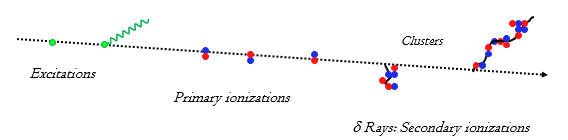 Clusters
Excitations
Primary ionizations
δ Rays: Secondary ionizations